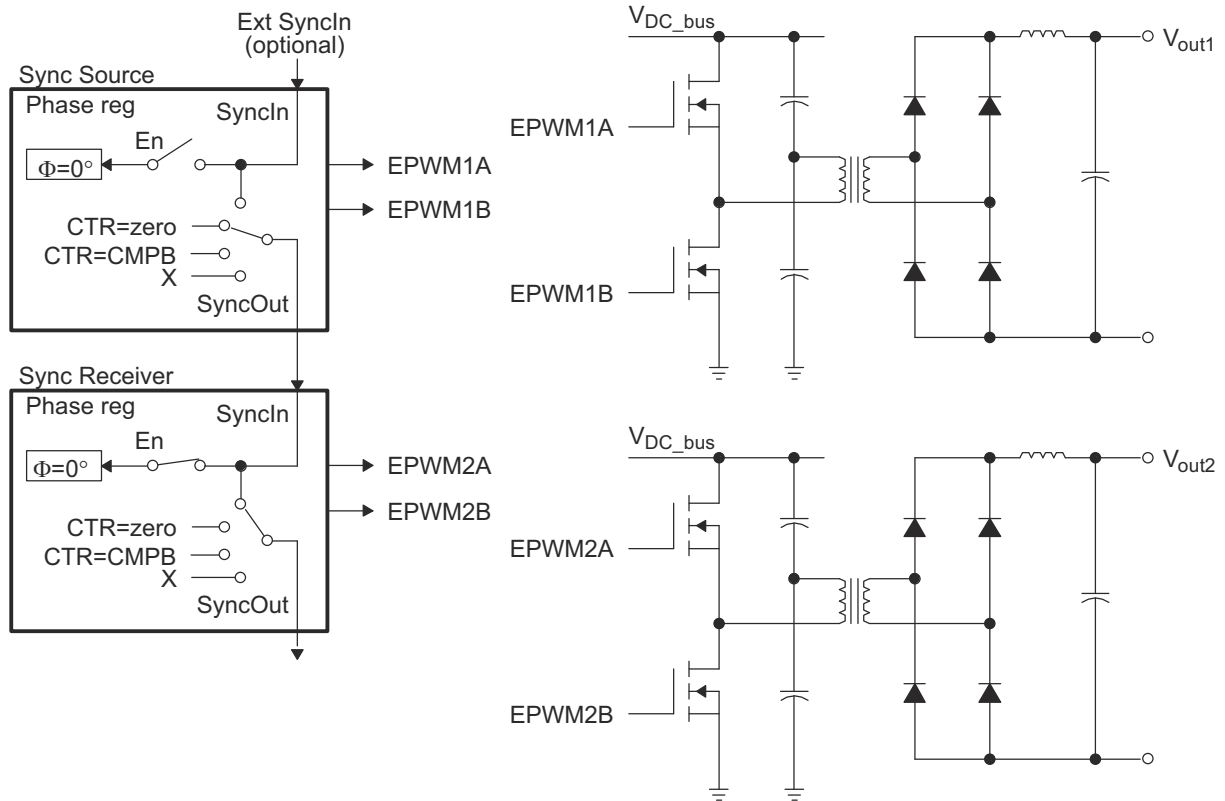 Ext SyncIn
(optional)
Sync Source
Phase reg
SyncIn
En
Φ=0°
EPWM1A
EPWM1B
CTR=zero
CTR=CMPB
X
SyncOut
Sync Receiver
Phase reg
SyncIn
En
Φ=0°
EPWM2A
EPWM2B
CTR=zero
CTR=CMPB
X
SyncOut
VDC_bus
Vout1
EPWM1A
EPWM1B
VDC_bus
Vout2
EPWM2A
EPWM2B